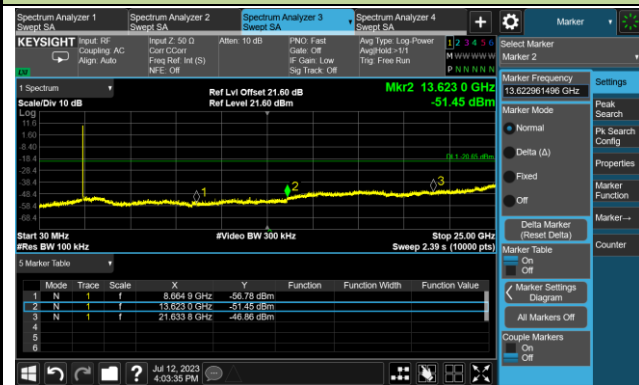 Spectrum Analyzer 1
Swept SA
Spectrum Analyzer 2
Swept SA
Spectrum Analyzer 3
Swept SA
Spectrum Analyzer 4
Swept SA
+
Marker
KEYSIGHT
Input: RF
Coupling: AC
Align: Auto
Input Z: 50 Ω
Corr CCorr
Freq Ref: Int (S)
NFE: Off
Atten: 10 dB
PNO: Fast
Gate: Off
IF Gain: Low
Sig Track: Off
Avg Type: Log-Power
Avg|Hold:>1/1
Trig: Free Run
1 2 3 4 5 6
M W W W W W
P N N N N N
Select Marker
Marker 2
1 Spectrum
Scale/Div 10 dB
Ref Lvl Offset 21.60 dB
Ref Level 21.60 dBm
Mkr2 13.623 0 GHz
-51.45 dBm
Log
11.6
1.60
-8.40
-18.4
-28.4
-38.4
-48.4
-58.4
-68.4
DL1 -20.85 dBm
1
2
3
Start 30 MHz
#Res BW 100 kHz
#Video BW 300 kHz
Stop 25.00 GHz
Sweep 2.39 s (10000 pts)
5 Marker Table
Mode Trace Scale X Y Function Function Width Function Value
1 N 1 f 8.664 9 GHz -56.78 dBm
2 N 1 f 13.623 0 GHz -51.45 dBm
3 N 1 f 21.633 8 GHz -46.86 dBm
4
5
6
Marker Frequency
13.622961496 GHz
Marker Mode
Normal
Delta (Δ)
Fixed
Off
Delta Marker
(Reset Delta)
Marker Table
On
Off
Marker Settings
Diagram
All Markers Off
Couple Markers
On
Off
Settings
Peak
Search
Pk Search
Config
Properties
Marker
Function
Marker→
Counter
?
Jul 12, 2023
4:03:35 PM